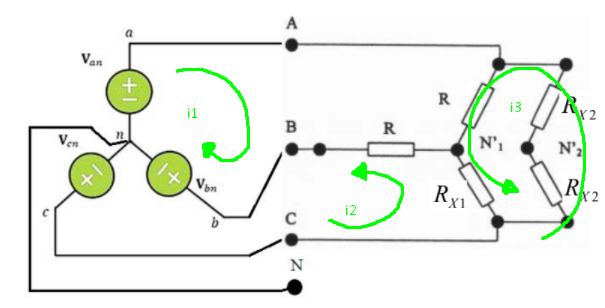 a
A
V_an
i1
i3
R
R_X2
n
V_cn
B
R
N'_1
N'_2
V_bn
R_X1
R_X2
c
b
i2
C
N